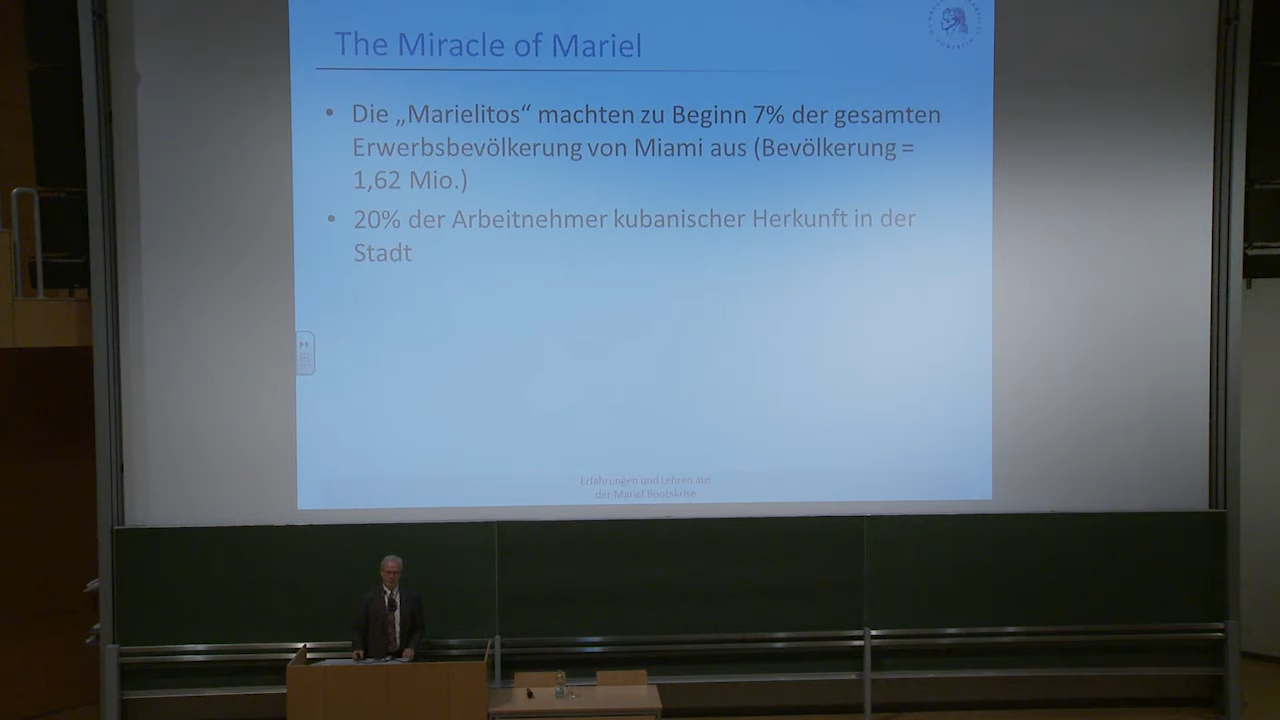 The Miracle of Mariel
• Die „Marielitos“ machten zu Beginn 7% der gesamten
Erwerbsbevölkerung von Miami aus (Bevölkerung =
1,62 Mio.)
• 20% der Arbeitnehmer kubanischer Herkunft in der
Stadt
Erfahrungen und Lehren aus
der Mariel Bootskrise